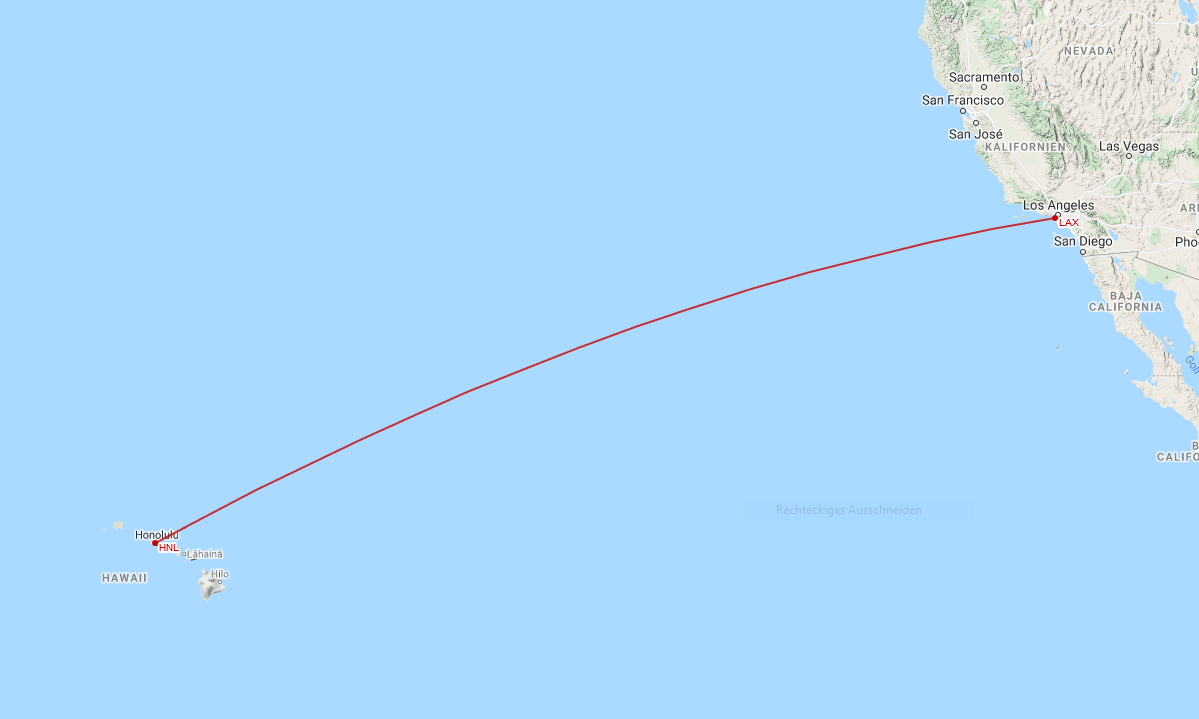 NEVADA
Sacramento
San Francisco
San José
KALIFORNIEN
Las Vegas
Los Angeles
LAX
San Diego
BAJA
CALIFORNIA
Honolulu
HNL
Lāhainā
Hilo
HAWAII
Rechteckiges Ausschneiden